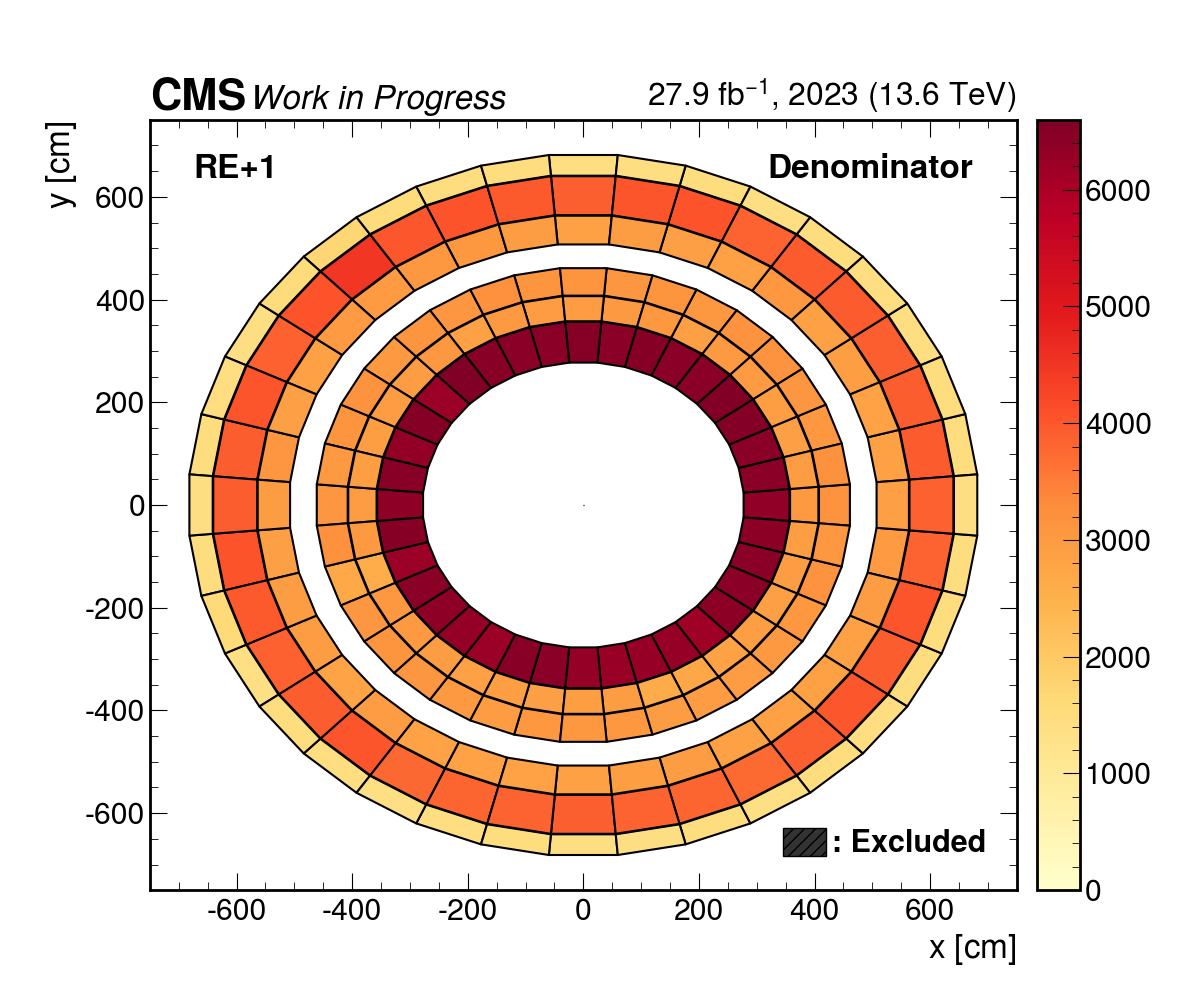 CMS Work in Progress 27.9 fb⁻¹, 2023 (13.6 TeV)
y [cm]
RE+1 Denominator
600
400
200
0
-200
-400
-600
: Excluded
-600 -400 -200 0 200 400 600
x [cm]
6000
5000
4000
3000
2000
1000
0